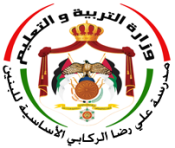 وزارة التربية و التعليم
مدرسة علي رضا الركابي الأساسية للبنين